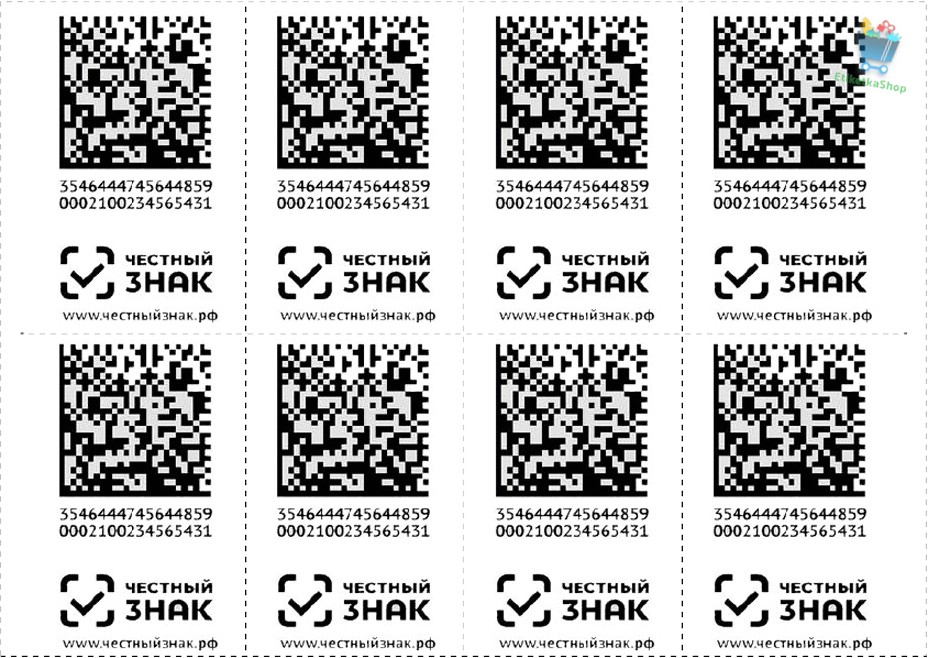 EtiketkaShop
3546444745644859 3546444745644859 3546444745644859 3546444745644859
0002100234565431 0002100234565431 0002100234565431 0002100234565431
ЧЕСТНЫЙ ЧЕСТНЫЙ ЧЕСТНЫЙ ЧЕСТНЫЙ
ЗНАК ЗНАК ЗНАК ЗНАК
www.честныйзнак.рф www.честныйзнак.рф www.честныйзнак.рф www.честныйзнак.рф
3546444745644859 3546444745644859 3546444745644859 3546444745644859
0002100234565431 0002100234565431 0002100234565431 0002100234565431
ЧЕСТНЫЙ ЧЕСТНЫЙ ЧЕСТНЫЙ ЧЕСТНЫЙ
ЗНАК ЗНАК ЗНАК ЗНАК
www.честныйзнак.рф www.честныйзнак.рф www.честныйзнак.рф www.честныйзнак.рф